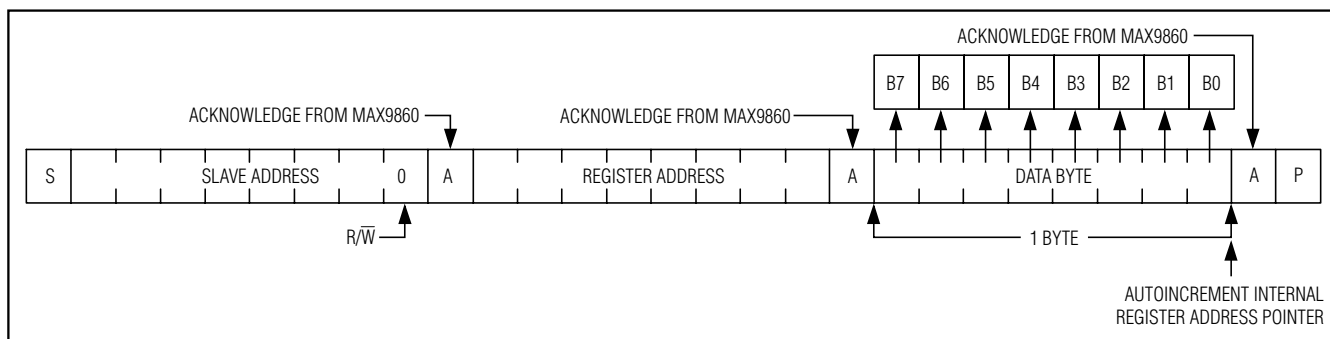 ACKNOWLEDGE FROM MAX9860
B7 B6 B5 B4 B3 B2 B1 B0
ACKNOWLEDGE FROM MAX9860 ACKNOWLEDGE FROM MAX9860
S SLAVE ADDRESS 0 A REGISTER ADDRESS A DATA BYTE A P
R/W̅ 1 BYTE
AUTOINCREMENT INTERNAL
REGISTER ADDRESS POINTER